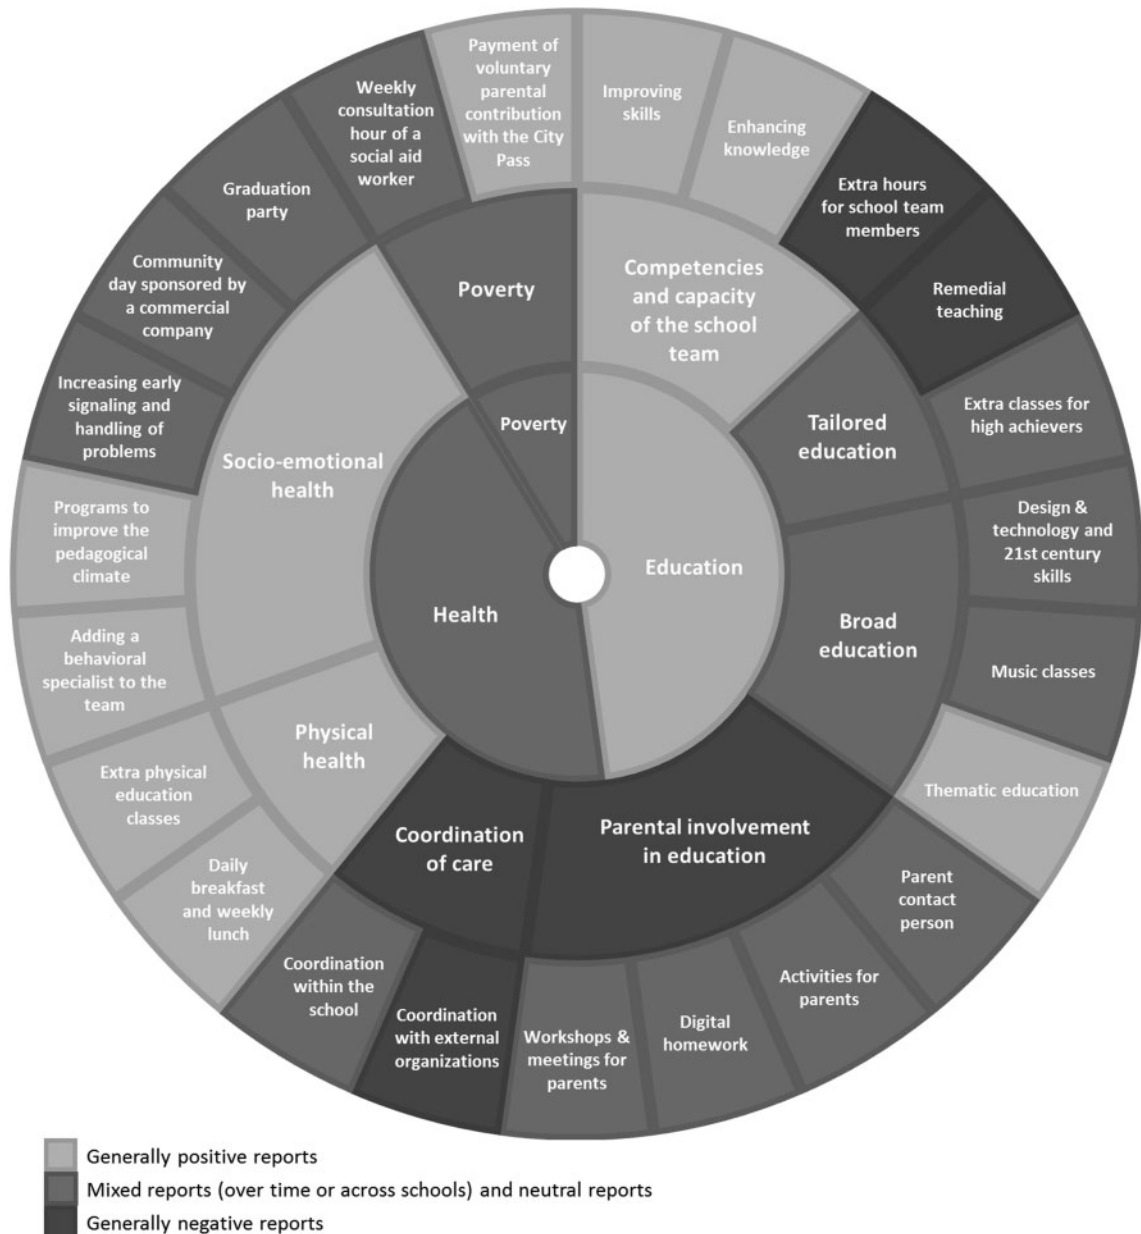 Payment of
voluntary
parental
contribution
with the City
Pass
Improving
skills
Enhancing
knowledge
Extra hours
for school team
members
Remedial
teaching
Extra classes for
high achievers
Design &
technology and
21st century
skills
Music classes
Thematic education
Parent
contact
person
Activities for
parents
Digital
homework
Workshops &
meetings for
parents
Coordination
with external
organizations
Coordination
within the
school
Daily
breakfast
and weekly
lunch
Extra physical
education
classes
Adding a
behavioral
specialist to the
team
Programs to
improve the
pedagogical
climate
Increasing early
signaling and
handling of
problems
Community
day sponsored by
a commercial
company
Graduation
party
Weekly
consultation
hour of a
social aid
worker
Poverty
Competencies
and capacity
of the school
team
Tailored
education
Broad
education
Parental involvement
in education
Coordination
of care
Physical
health
Socio-emotional
health
Poverty
Education
Health
Generally positive reports
Mixed reports (over time or across schools) and neutral reports
Generally negative reports